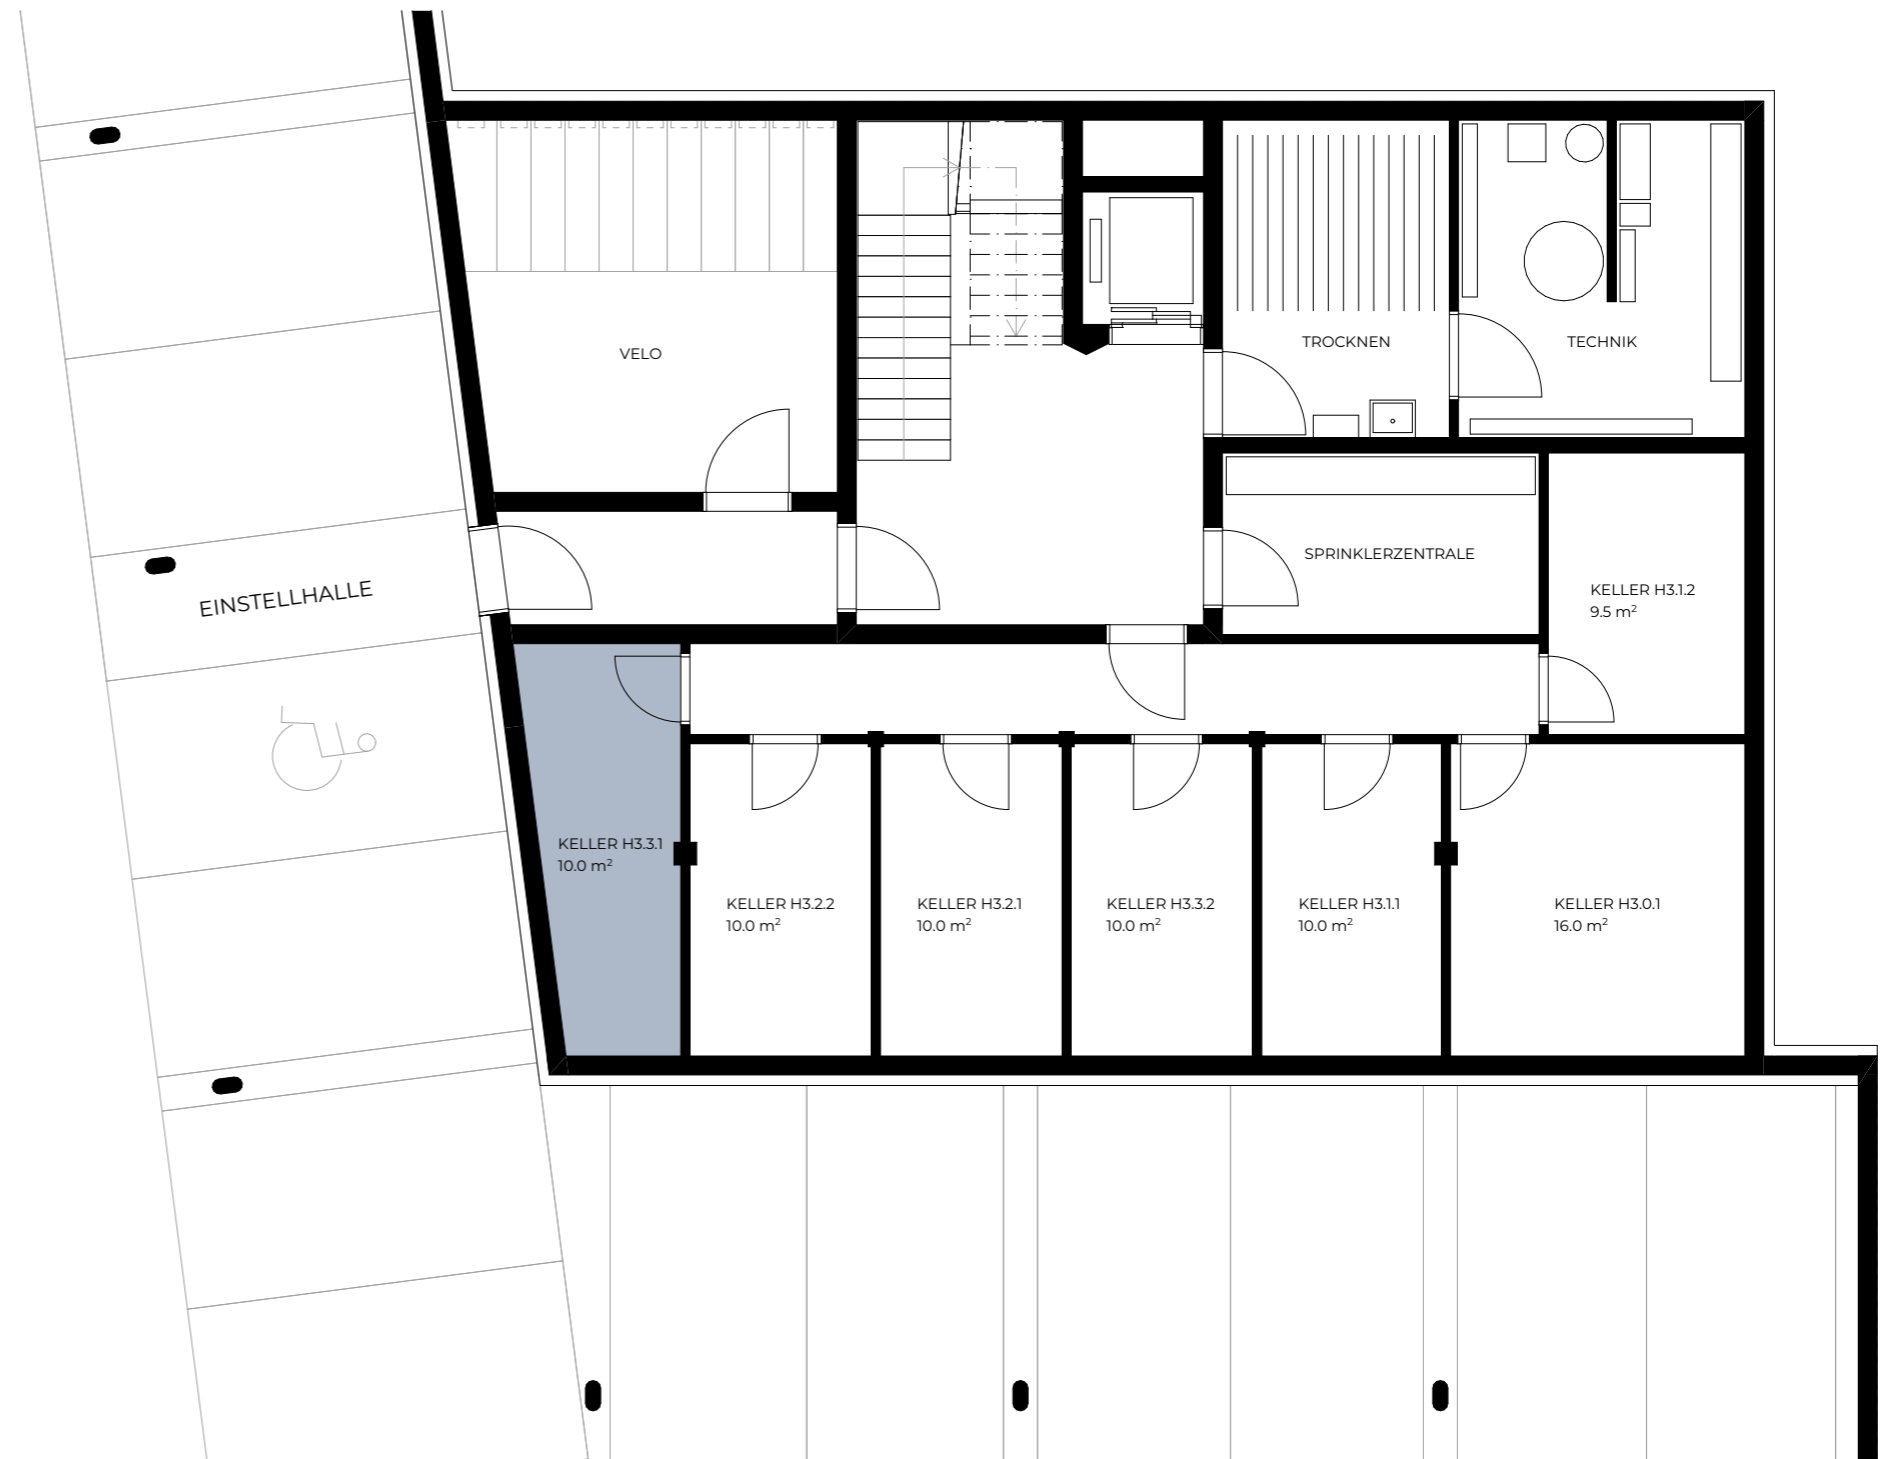 VELO
TROCKNEN
TECHNIK
SPRINKLERZENTRALE
EINSTELLHALLE
KELLER H3.1.2
9.5 m²
KELLER H3.3.1
10.0 m²
KELLER H3.2.2
10.0 m²
KELLER H3.2.1
10.0 m²
KELLER H3.3.2
10.0 m²
KELLER H3.1.1
10.0 m²
KELLER H3.0.1
16.0 m²